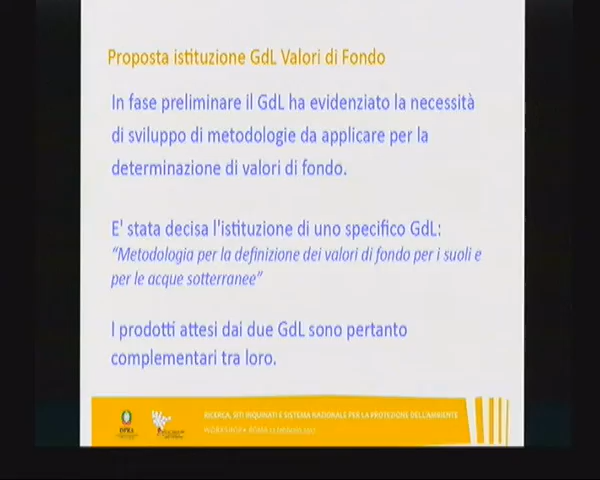 Proposta istituzione GdL Valori di Fondo
In fase preliminare il GdL ha evidenziato la necessità
di sviluppo di metodologie da applicare per la
determinazione di valori di fondo.
E' stata decisa l'istituzione di uno specifico GdL:
"Metodologia per la definizione dei valori di fondo per i suoli e
per le acque sotterranee"
I prodotti attesi dai due GdL sono pertanto
complementari tra loro.
RICERCA, SITI INQUINATI E SISTEMA NAZIONALE PER LA PROTEZIONE DELL'AMBIENTE